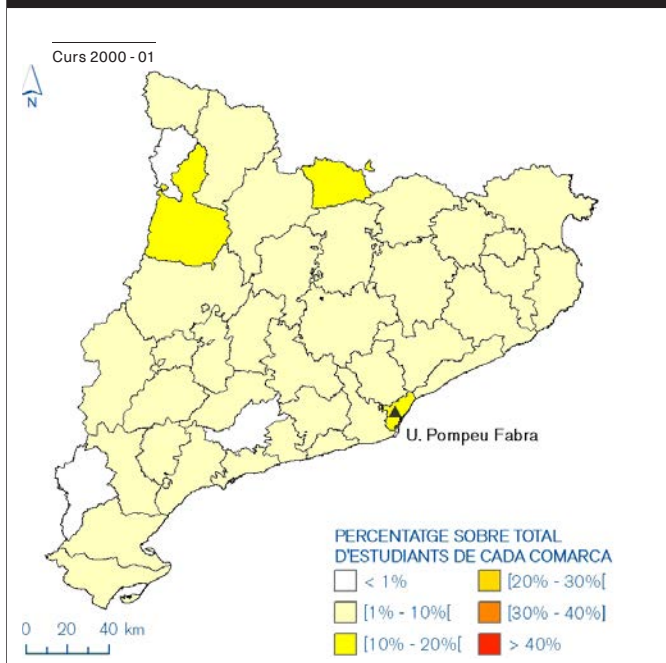 Curs 2000 - 01
N
U. Pompeu Fabra
PERCENTATGE SOBRE TOTAL
D'ESTUDIANTS DE CADA COMARCA
< 1%
[20% - 30%[
[1% - 10%[
[30% - 40%]
[10% - 20%[
> 40%
0 20 40 km